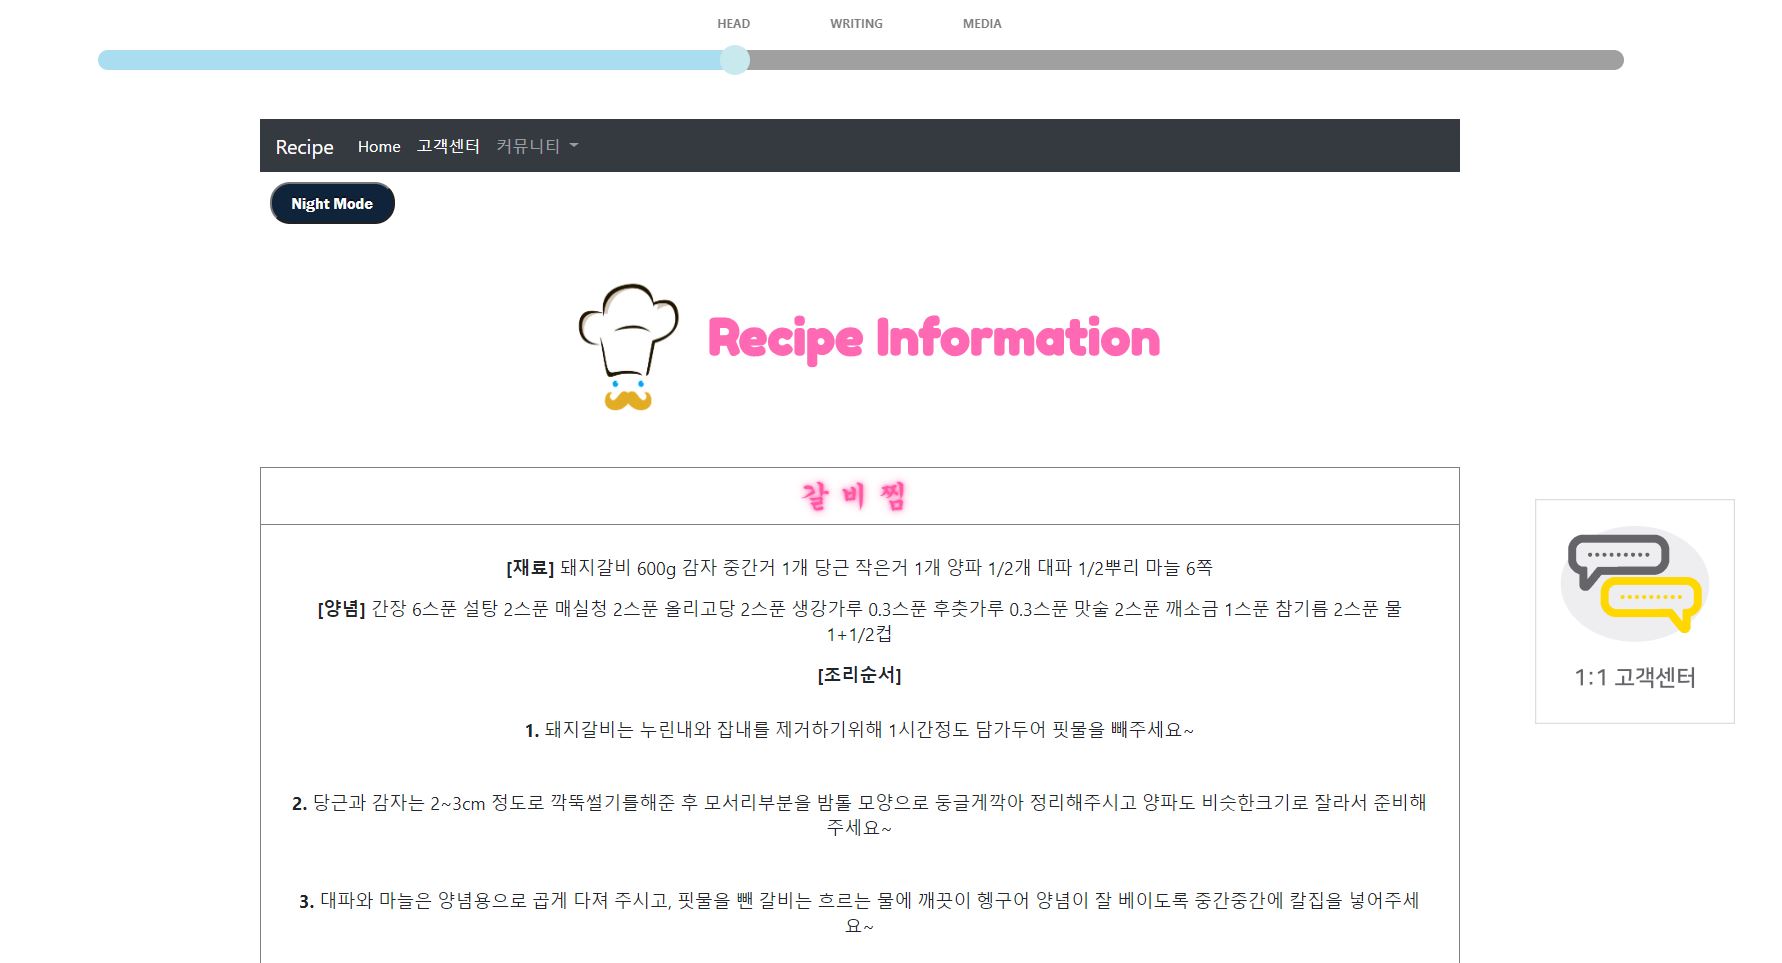 HEAD WRITING MEDIA
Recipe Home 고객센터 커뮤니티
Night Mode
Recipe Information
갈비찜
[재료] 돼지갈비 600g 감자 중간거 1개 당근 작은거 1개 양파 1/2개 대파 1/2뿌리 마늘 6쪽
[양념] 간장 6스푼 설탕 2스푼 매실청 2스푼 올리고당 2스푼 생강가루 0.3스푼 후춧가루 0.3스푼 맛술 2스푼 깨소금 1스푼 참기름 2스푼 물
1+1/2컵
[조리순서]
1. 돼지갈비는 누린내와 잡내를 제거하기위해 1시간정도 담가두어 핏물을 빼주세요~
2. 당근과 감자는 2~3cm 정도로 깍뚝썰기를해준 후 모서리부분을 밤톨 모양으로 둥글게깍아 정리해주시고 양파도 비슷한크기로 잘라서 준비해
주세요~
3. 대파와 마늘은 양념용으로 곱게 다져 주시고, 핏물을 뺀 갈비는 흐르는 물에 깨끗이 헹구어 양념이 잘 베이도록 중간중간에 칼집을 넣어주세
요~
1:1 고객센터